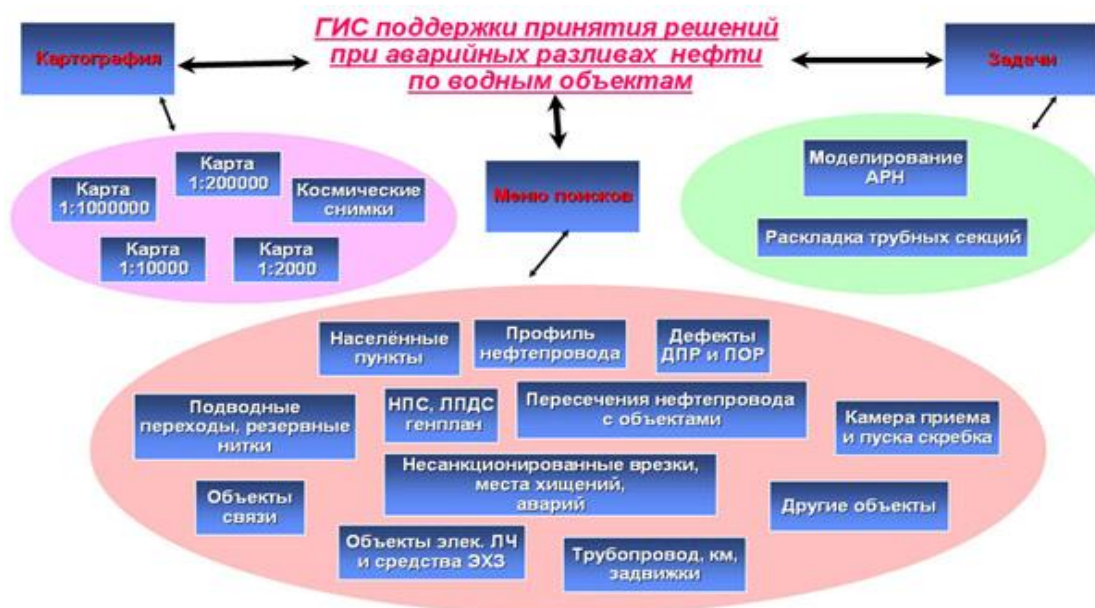 ГИС поддержки принятия решений
при аварийных разливах нефти
по водным объектам
Картография
Задачи
Карта
1:200000
Карта
1:1000000
Космические
снимки
Карта
1:10000
Карта
1:2000
Меню поисков
Моделирование
АРН
Раскладка трубных секций
Населённые
пункты
Профиль
нефтепровода
Дефекты
ДПР и ПОР
Подводные
переходы, резервные
нитки
НПС, ЛПДС
генплан
Пересечения нефтепровода
с объектами
Камера приема
и пуска скребка
Несанкционированные врезки,
места хищений,
аварий
Объекты
связи
Другие объекты
Объекты элек. ЛЧ
и средства ЭХЗ
Трубопровод, км,
задвижки